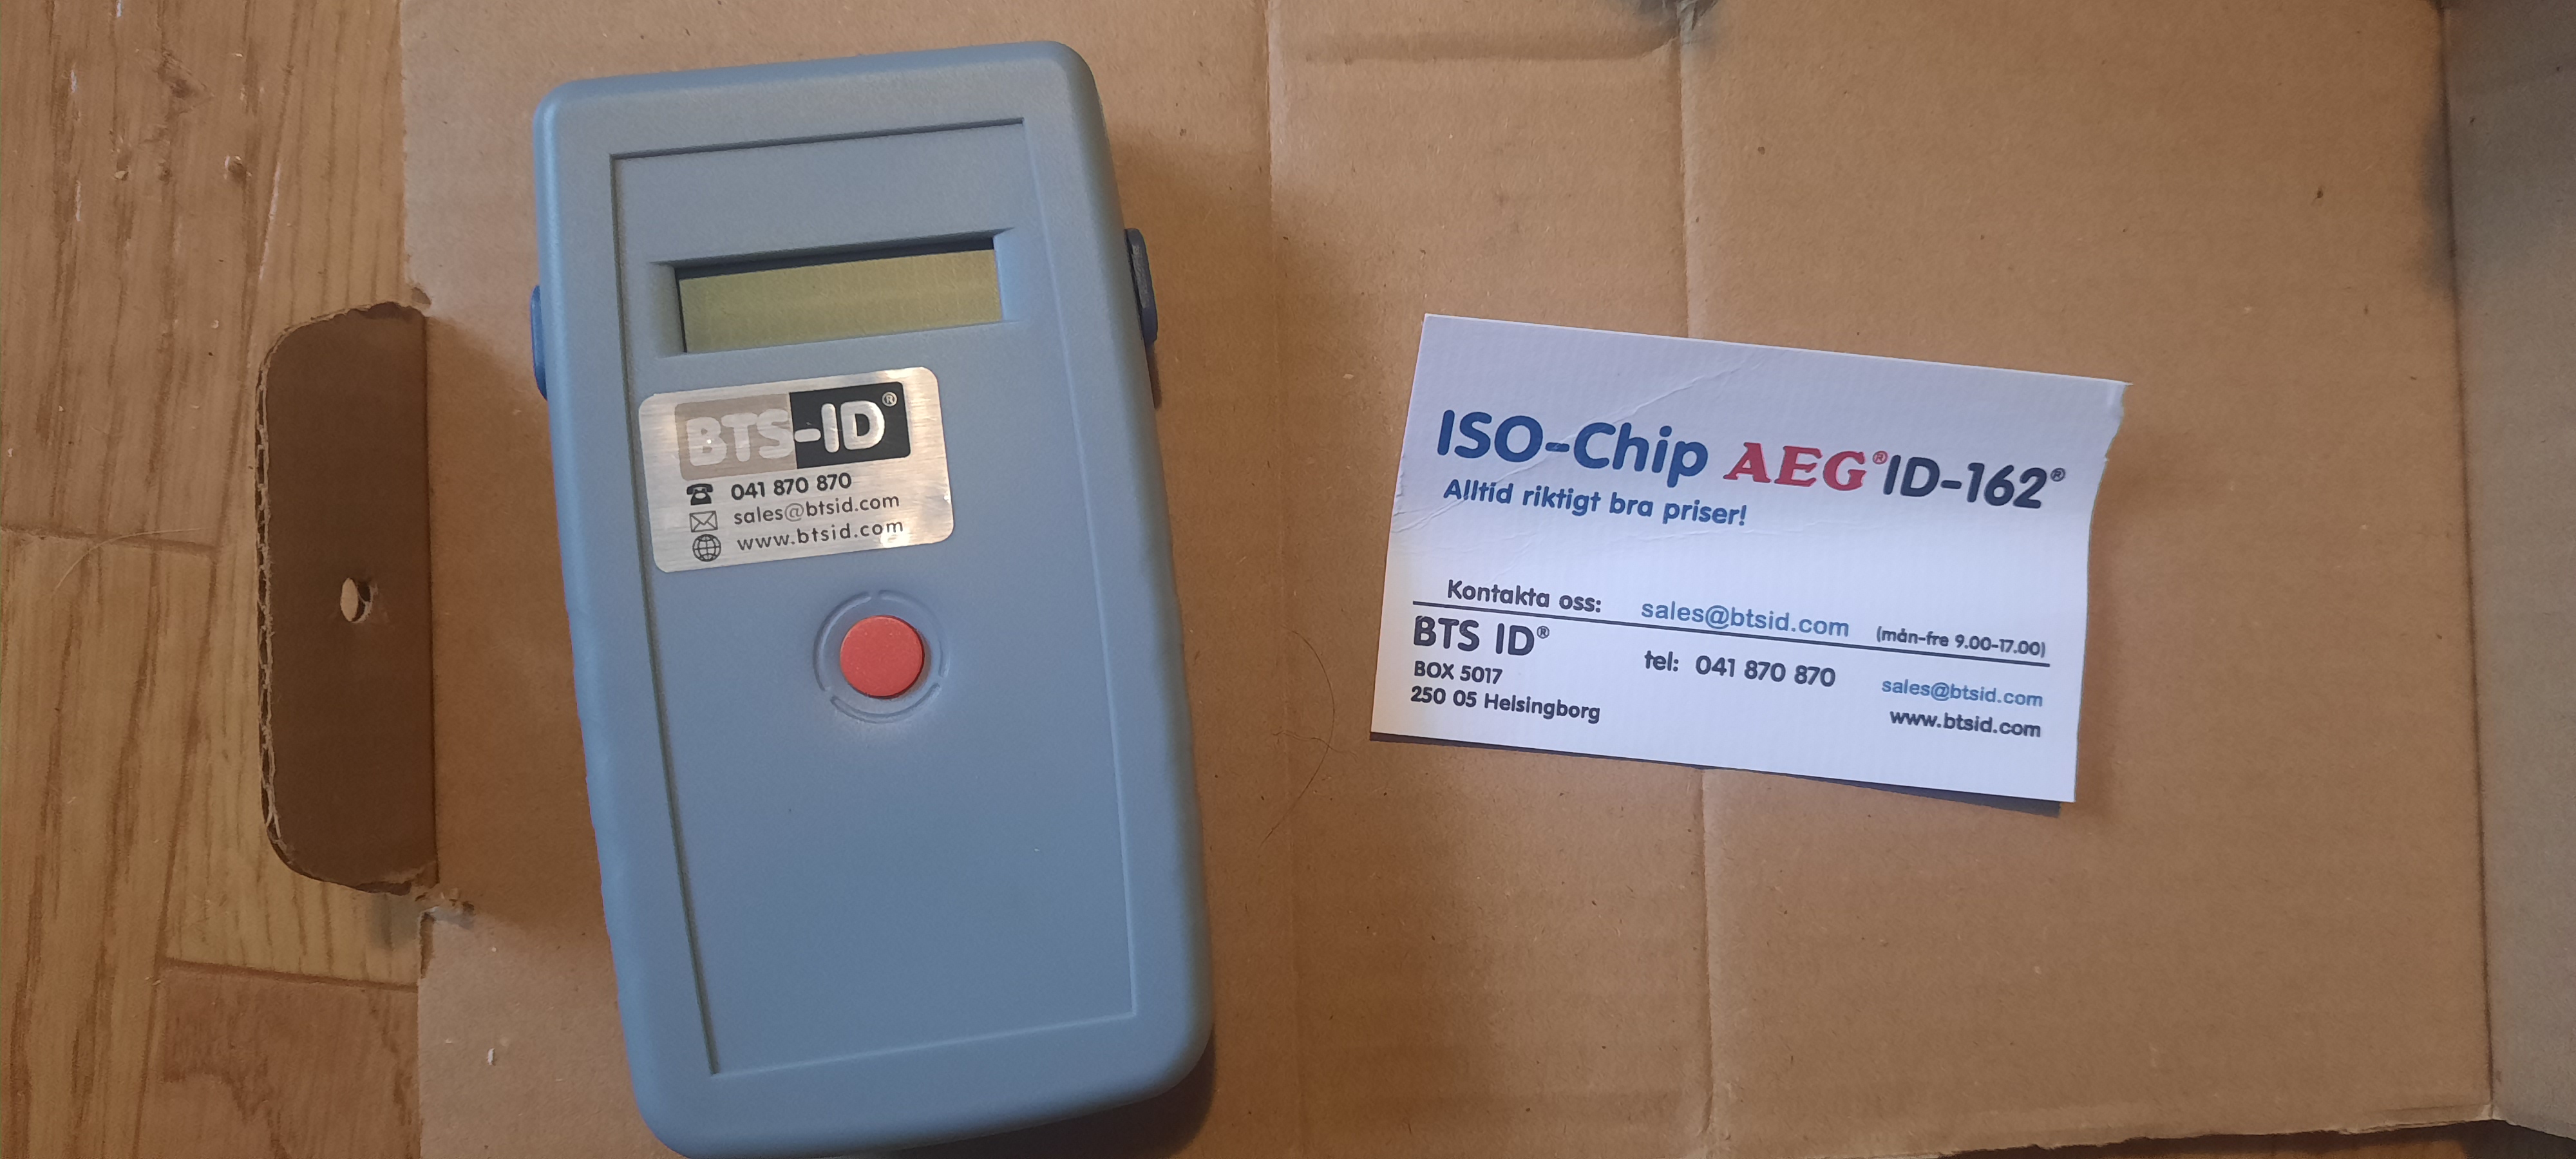 BTS-ID®
041 870 870
sales@btsid.com
www.btsid.com
ISO-Chip AEG® ID-162®
Alltid riktigt bra priser!
Kontakta oss: sales@btsid.com (mån-fre 9.00-17.00)
BTS ID®
BOX 5017
250 05 Helsingborg
tel: 041 870 870
sales@btsid.com
www.btsid.com